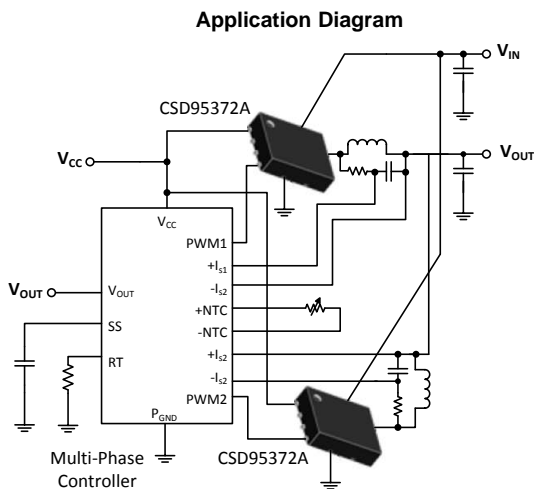 Application Diagram
V_IN
CSD95372A
V_CC
V_OUT
V_CC
PWM1
+I_s1
V_OUT
V_OUT
-I_s2
+NTC
SS
-NTC
RT
+I_s2
-I_s2
PWM2
P_GND
Multi-Phase
Controller
CSD95372A